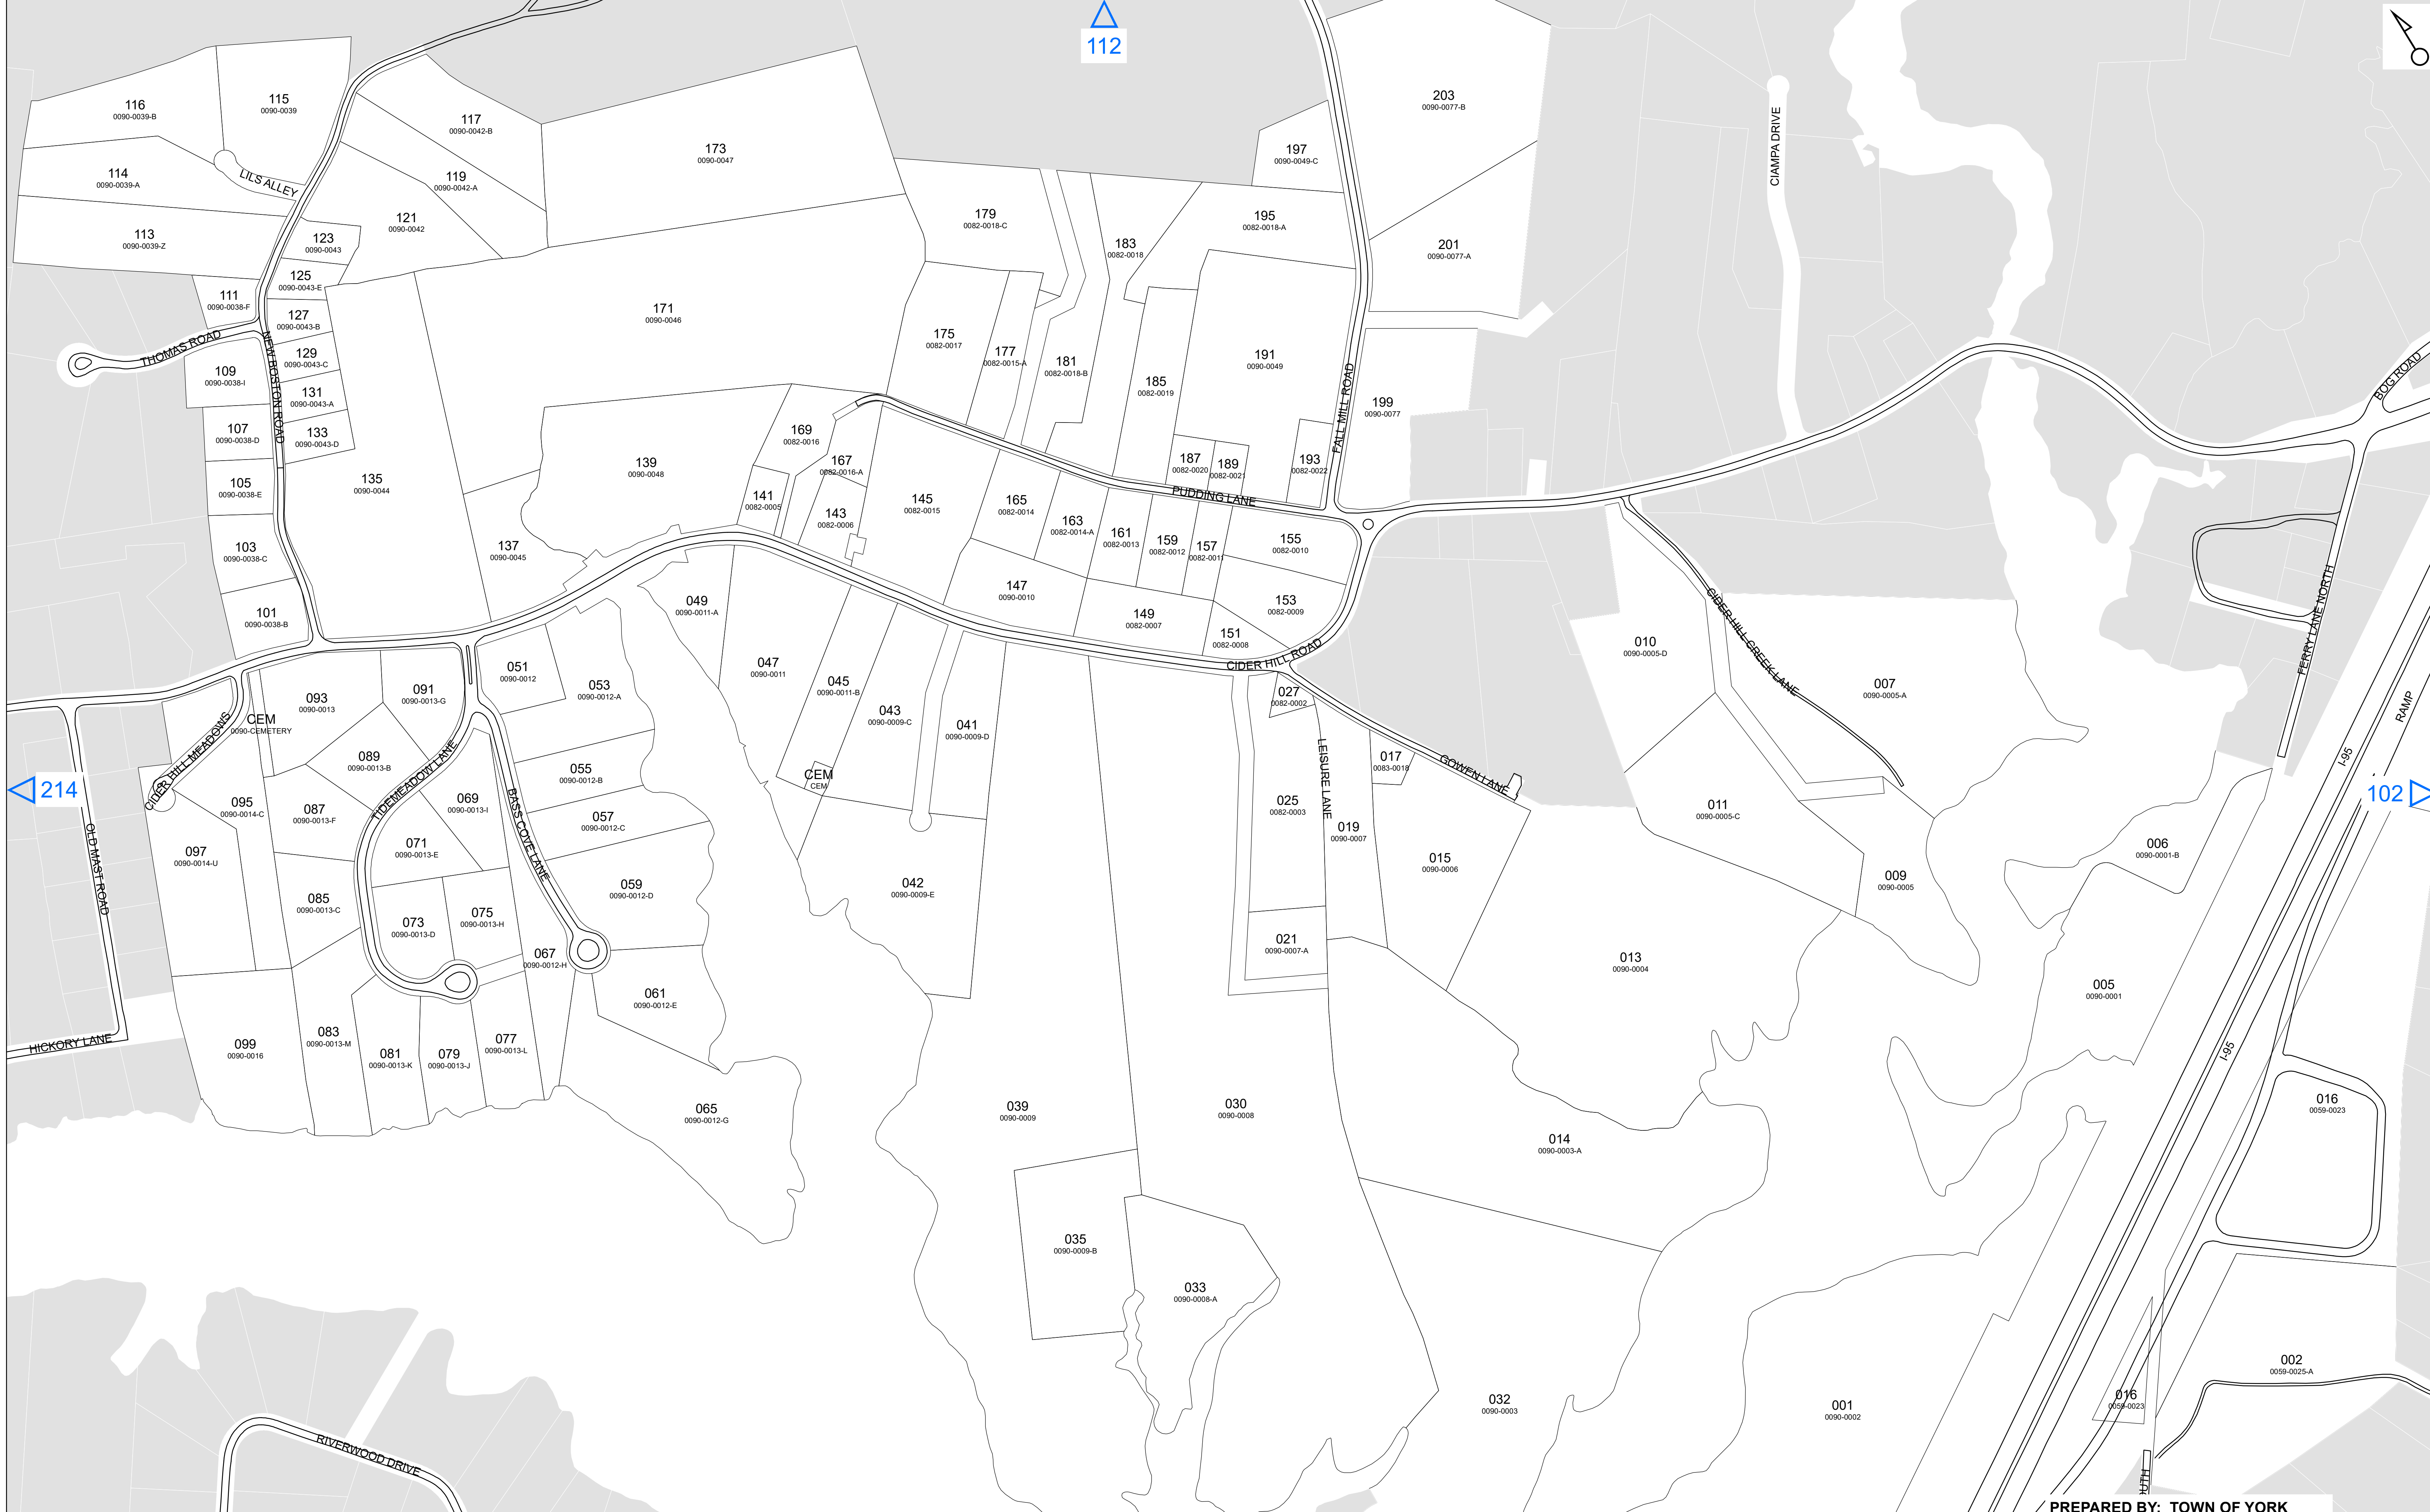 112
116
0090-0039-B
115
0090-0039
117
0090-0042-B
203
0090-0077-B
CIAMPA DRIVE
173
0090-0047
197
0090-0049-C
114
0090-0039-A
LILS ALLEY
119
0090-0042-A
121
0090-0042
179
0082-0018-C
195
0082-0018-A
113
0090-0039-Z
123
0090-0043
183
0082-0018
201
0090-0077-A
125
0090-0043-E
111
0090-0038-F
127
0090-0043-B
171
0090-0046
175
0082-0017
THOMAS ROAD
NEW BOSTON ROAD
129
0090-0043-C
177
0082-0015-A
181
0082-0018-B
191
0090-0049
BOG ROAD
109
0090-0038-I
131
0090-0043-A
185
0082-0019
FALL MILL ROAD
199
0090-0077
107
0090-0038-D
133
0090-0043-D
169
0082-0016
139
0090-0048
167
0082-0016-A
187
0082-0020
189
0082-0021
193
0082-0022
135
0090-0044
105
0090-0038-E
141
0082-0005
145
0082-0015
165
0082-0014
PUDDING LANE
143
0082-0006
163
0082-0014-A
161
0082-0013
159
0082-0012
157
0082-0011
155
0082-0010
103
0090-0038-C
137
0090-0045
147
0090-0010
049
0090-0011-A
153
0082-0009
149
0082-0007
101
0090-0038-B
151
0082-0008
CIDER HILL ROAD
010
0090-0005-D
CIDER HILL CREEK LANE
FERRY LANE NORTH
051
0090-0012
047
0090-0011
053
0090-0012-A
045
0090-0011-B
007
0090-0005-A
091
0090-0013-G
093
0090-0013
027
0082-0002
043
0090-0009-C
RAMP
CEM
0090-CEMETERY
041
0090-0009-D
CIDER HILL MEADOWS
089
0090-0013-B
TIDEMEADOW LANE
LEISURE LANE
017
0083-0018
GOWEN LANE
I-95
055
0090-0012-B
CEM
CEM
214
102
095
0090-0014-C
087
0090-0013-F
069
0090-0013-I
BASS COVE LANE
025
0082-0003
011
0090-0005-C
057
0090-0012-C
019
0090-0007
OLD MAST ROAD
097
0090-0014-U
071
0090-0013-E
006
0090-0001-B
015
0090-0006
009
0090-0005
059
0090-0012-D
042
0090-0009-E
085
0090-0013-C
073
0090-0013-D
075
0090-0013-H
021
0090-0007-A
067
0090-0012-H
013
0090-0004
005
0090-0001
061
0090-0012-E
HICKORY LANE
099
0090-0016
083
0090-0013-M
081
0090-0013-K
079
0090-0013-J
077
0090-0013-L
I-95
065
0090-0012-G
039
0090-0009
030
0090-0008
016
0059-0023
014
0090-0003-A
035
0090-0009-B
033
0090-0008-A
002
0059-0025-A
032
0090-0003
001
0090-0002
016
0059-0023
RIVERWOOD DRIVE
PREPARED BY: TOWN OF YORK